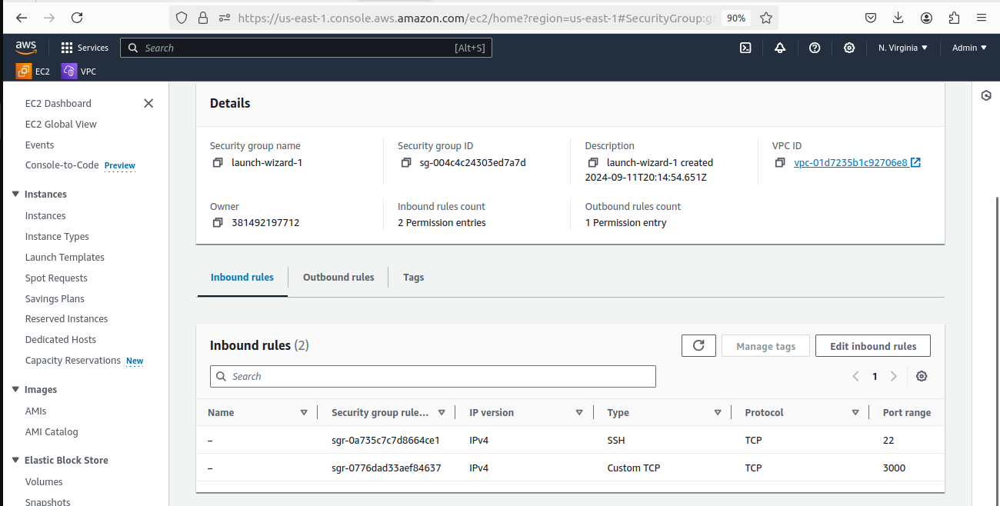 https://us-east-1.console.aws.amazon.com/ec2/home?region=us-east-1#SecurityGroup:gr
90%
aws
Services
Search
[Alt+S]
N. Virginia
Admin
EC2
VPC
EC2 Dashboard
EC2 Global View
Events
Console-to-Code Preview
Instances
Instances
Instance Types
Launch Templates
Spot Requests
Savings Plans
Reserved Instances
Dedicated Hosts
Capacity Reservations New
Images
AMIs
AMI Catalog
Elastic Block Store
Volumes
Snapshots
Details
Security group name
launch-wizard-1
Security group ID
sg-004c4c24303ed7a7d
Description
launch-wizard-1 created
2024-09-11T20:14:54.651Z
VPC ID
vpc-01d7235b1c92706e8
Owner
381492197712
Inbound rules count
2 Permission entries
Outbound rules count
1 Permission entry
Inbound rules
Outbound rules
Tags
Inbound rules (2)
Manage tags
Edit inbound rules
Search
1
Name Security group rule... IP version Type Protocol Port range
– sgr-0a735c7c7d8664ce1 IPv4 SSH TCP 22
– sgr-0776dad33aef84637 IPv4 Custom TCP TCP 3000